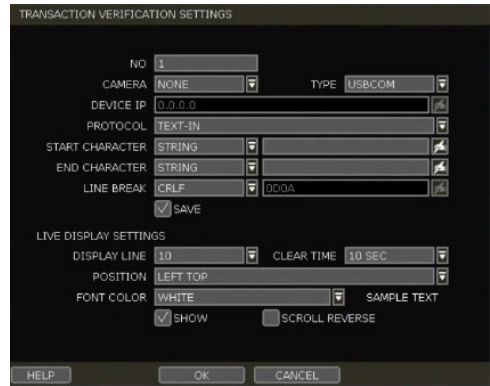 TRANSACTION VERIFICATION SETTINGS
NO 1
CAMERA NONE TYPE USBCOM
DEVICE IP 0.0.0.0
PROTOCOL TEXT-IN
START CHARACTER STRING
END CHARACTER STRING
LINE BREAK CRLF 0D0A
SAVE
LIVE DISPLAY SETTINGS
DISPLAY LINE 10 CLEAR TIME 10 SEC
POSITION LEFT TOP
FONT COLOR WHITE SAMPLE TEXT
SHOW SCROLL REVERSE
HELP OK CANCEL